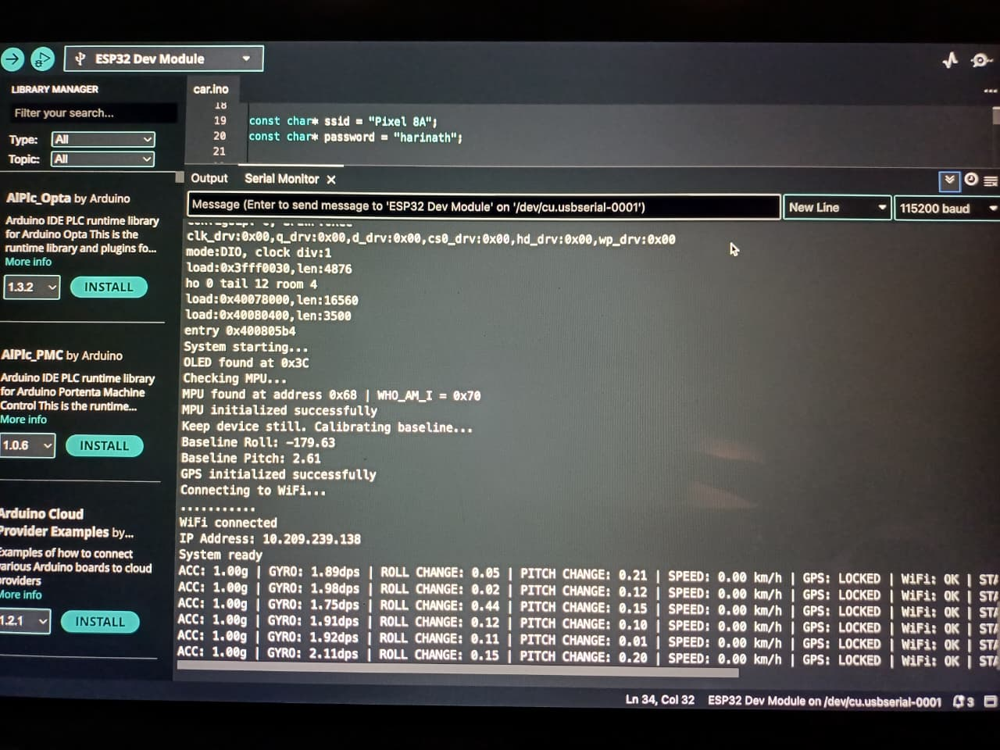 ESP32 Dev Module
LIBRARY MANAGER
Filter your search...
Type: All
Topic: All
AIPlc_Opta by Arduino
Arduino IDE PLC runtime library
for Arduino Opta This is the
runtime library and plugins fo...
More info
1.3.2 INSTALL
AIPlc_PMC by Arduino
Arduino IDE PLC runtime library
for Arduino Portenta Machine
Control This is the runtime...
More info
1.0.6 INSTALL
Arduino Cloud
Provider Examples by...
Examples of how to connect
various Arduino boards to cloud
providers
More info
1.2.1 INSTALL
car.ino
18
19 const char* ssid = "Pixel 8A";
20 const char* password = "harinath";
21
Output Serial Monitor
Message (Enter to send message to 'ESP32 Dev Module' on '/dev/cu.usbserial-0001')
New Line
115200 baud
clk_drv:0x00,q_drv:0x00,d_drv:0x00,cs0_drv:0x00,hd_drv:0x00,wp_drv:0x00
mode:DIO, clock div:1
load:0x3fff0030,len:4876
ho 0 tail 12 room 4
load:0x40078000,len:16560
load:0x40080400,len:3500
entry 0x400805b4
System starting...
OLED found at 0x3C
Checking MPU...
MPU found at address 0x68 | WHO_AM_I = 0x70
MPU initialized successfully
Keep device still. Calibrating baseline...
Baseline Roll: -179.63
Baseline Pitch: 2.61
GPS initialized successfully
Connecting to WiFi...
...........
WiFi connected
IP Address: 10.209.239.138
System ready
ACC: 1.00g | GYRO: 1.89dps | ROLL CHANGE: 0.05 | PITCH CHANGE: 0.21 | SPEED: 0.00 km/h | GPS: LOCKED | WiFi: OK | STA
ACC: 1.00g | GYRO: 1.98dps | ROLL CHANGE: 0.02 | PITCH CHANGE: 0.12 | SPEED: 0.00 km/h | GPS: LOCKED | WiFi: OK | STA
ACC: 1.00g | GYRO: 1.75dps | ROLL CHANGE: 0.44 | PITCH CHANGE: 0.15 | SPEED: 0.00 km/h | GPS: LOCKED | WiFi: OK | STA
ACC: 1.00g | GYRO: 1.91dps | ROLL CHANGE: 0.12 | PITCH CHANGE: 0.10 | SPEED: 0.00 km/h | GPS: LOCKED | WiFi: OK | STA
ACC: 1.00g | GYRO: 1.92dps | ROLL CHANGE: 0.11 | PITCH CHANGE: 0.01 | SPEED: 0.00 km/h | GPS: LOCKED | WiFi: OK | STA
ACC: 1.00g | GYRO: 2.11dps | ROLL CHANGE: 0.15 | PITCH CHANGE: 0.20 | SPEED: 0.00 km/h | GPS: LOCKED | WiFi: OK | STA
Ln 34, Col 32 ESP32 Dev Module on /dev/cu.usbserial-0001 3